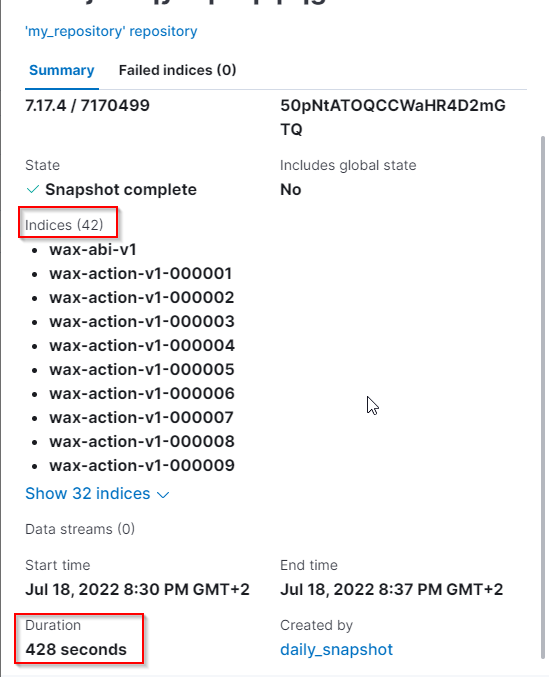 'my_repository' repository
Summary Failed indices (0)
7.17.4 / 7170499 50pNtATOQCCWaHR4D2mG
TQ
State Includes global state
Snapshot complete No
Indices (42)
wax-abi-v1
wax-action-v1-000001
wax-action-v1-000002
wax-action-v1-000003
wax-action-v1-000004
wax-action-v1-000005
wax-action-v1-000006
wax-action-v1-000007
wax-action-v1-000008
wax-action-v1-000009
Show 32 indices
Data streams (0)
Start time End time
Jul 18, 2022 8:30 PM GMT+2 Jul 18, 2022 8:37 PM GMT+2
Duration Created by
428 seconds daily_snapshot